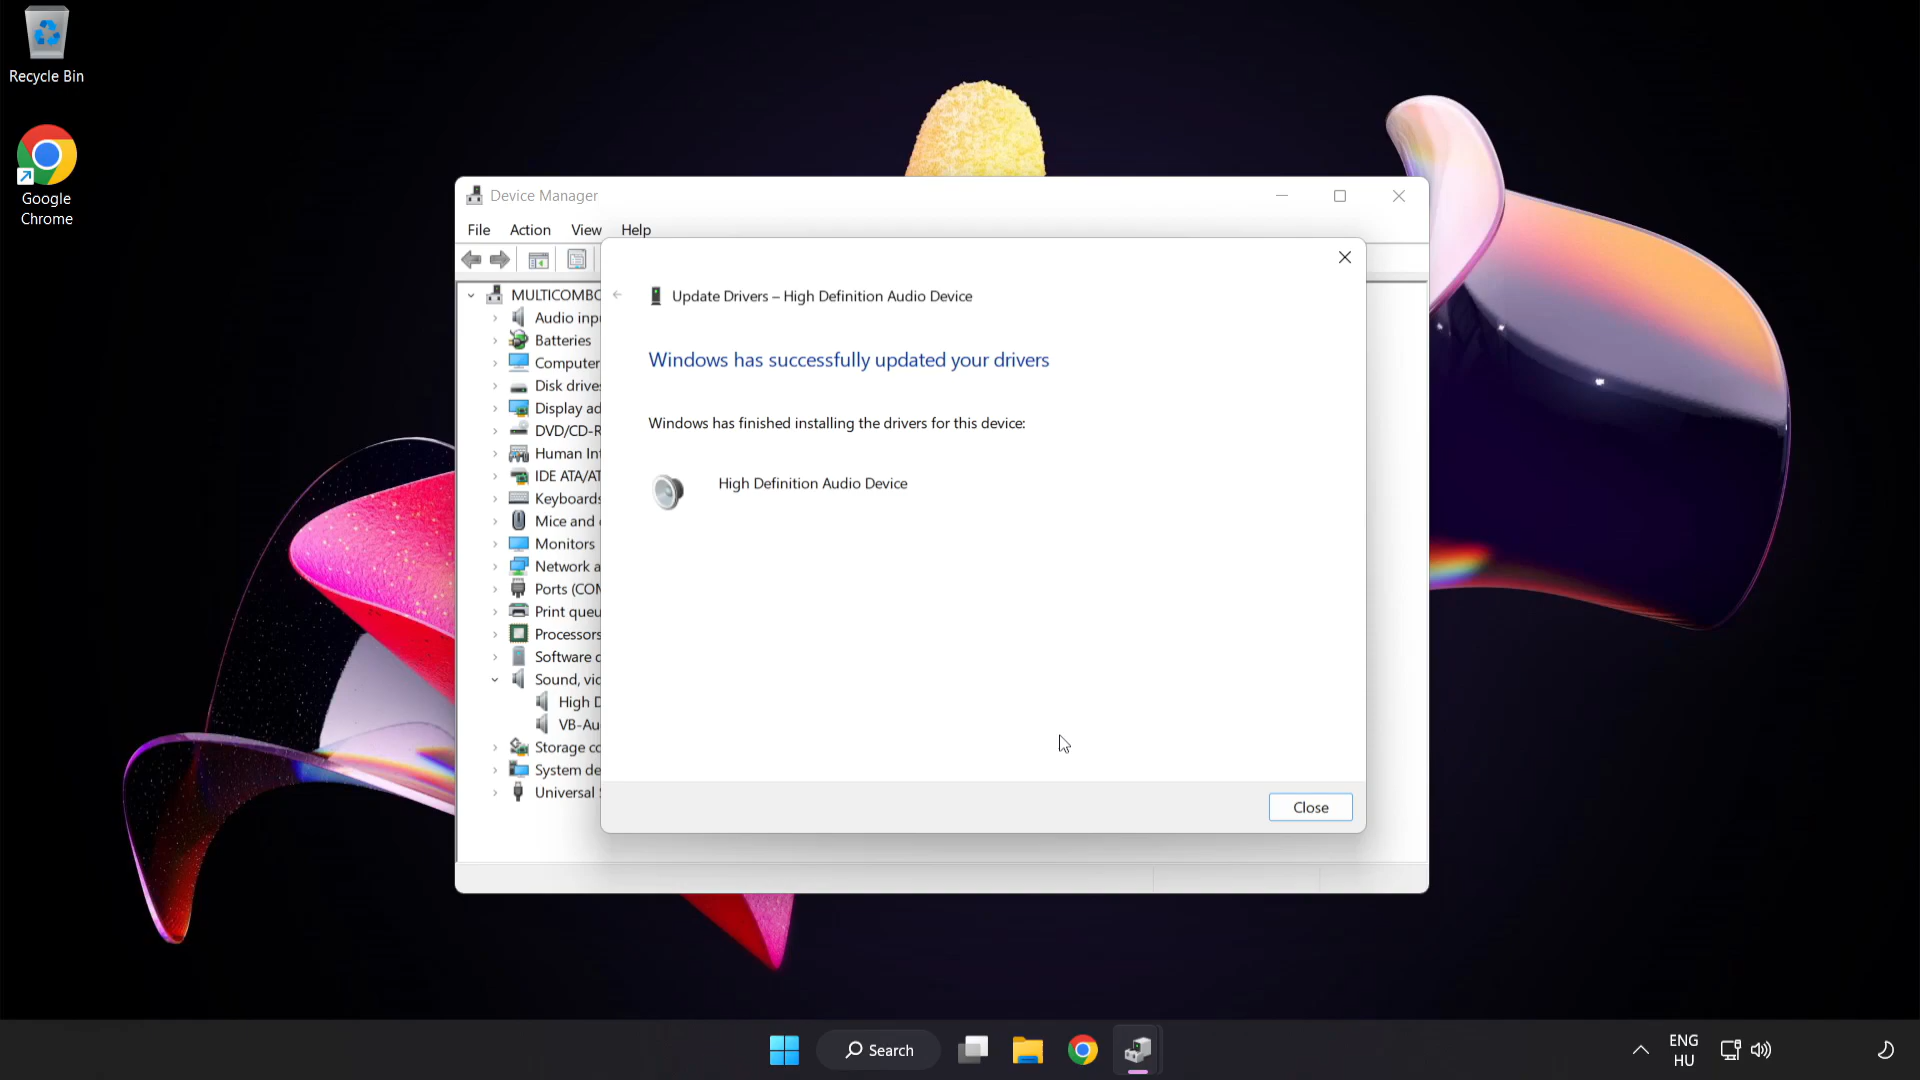 Recycle Bin
Google
Chrome
Device Manager
File Action View Help
Update Drivers – High Definition Audio Device
Windows has successfully updated your drivers
Windows has finished installing the drivers for this device:
High Definition Audio Device
Close
MULTICOMBO
Audio inpu
Batteries
Computer
Disk drives
Display ad
DVD/CD-R
Human Int
IDE ATA/AT
Keyboards
Mice and
Monitors
Network a
Ports (COM
Print queu
Processors
Software d
Sound, vid
High D
VB-Au
Storage co
System de
Universal
Search
ENG
HU